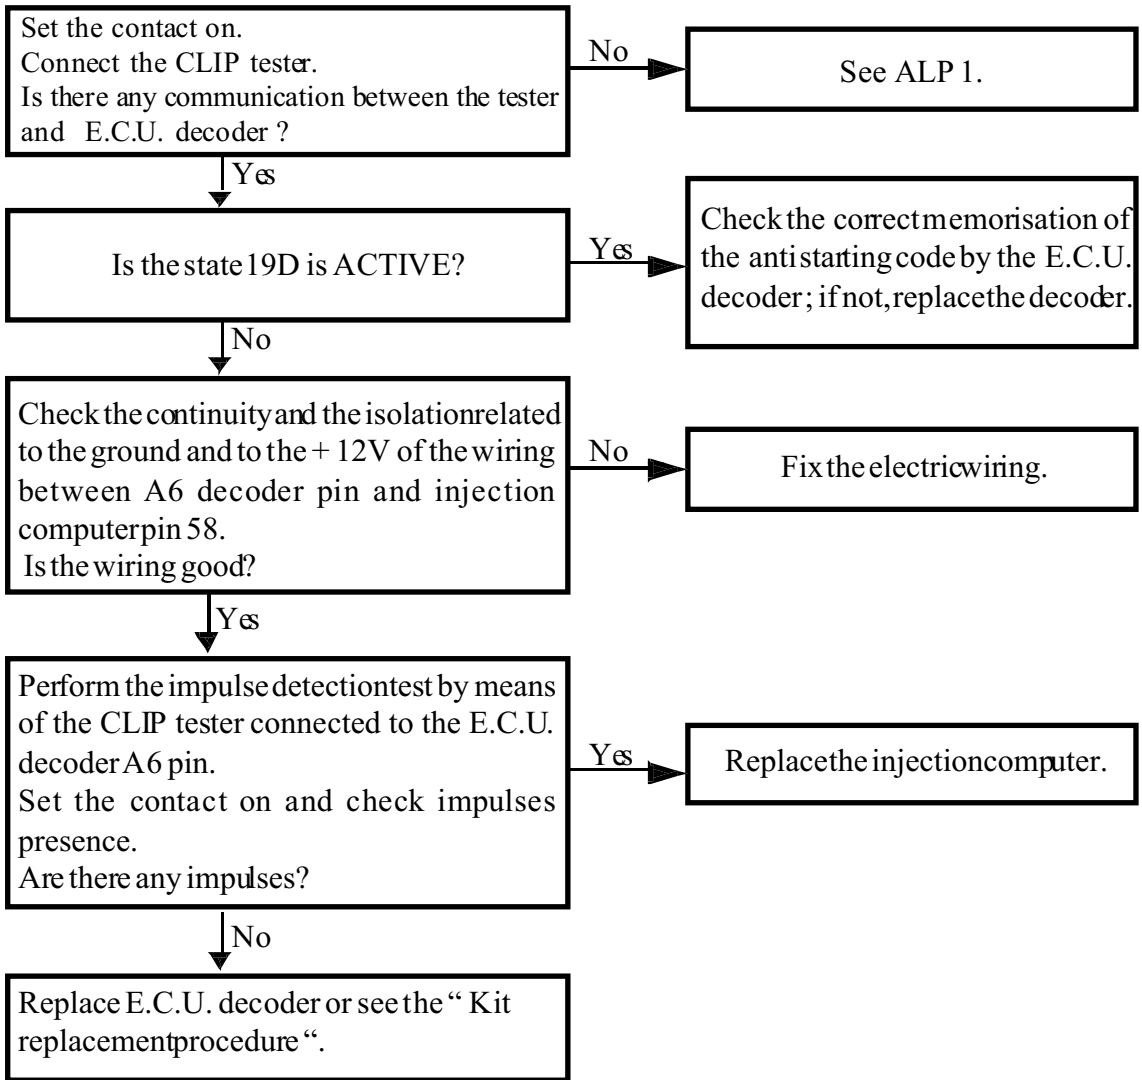 Set the contact on.
Connect the CLIP tester.
Is there any communication between the tester
and E.C.U. decoder ?
No
See ALP 1.
Yes
Is the state 19D is ACTIVE?
Yes
Check the correct memorisation of
the antistarting code by the E.C.U.
decoder; if not, replace the decoder.
No
Check the continuity and the isolation related
to the ground and to the + 12V of the wiring
between A6 decoder pin and injection
computer pin 58.
Is the wiring good?
No
Fix the electric wiring.
Yes
Perform the impulse detection test by means
of the CLIP tester connected to the E.C.U.
decoder A6 pin.
Set the contact on and check impulses
presence.
Are there any impulses?
Yes
Replace the injection computer.
No
Replace E.C.U. decoder or see the “ Kit
replacement procedure “.